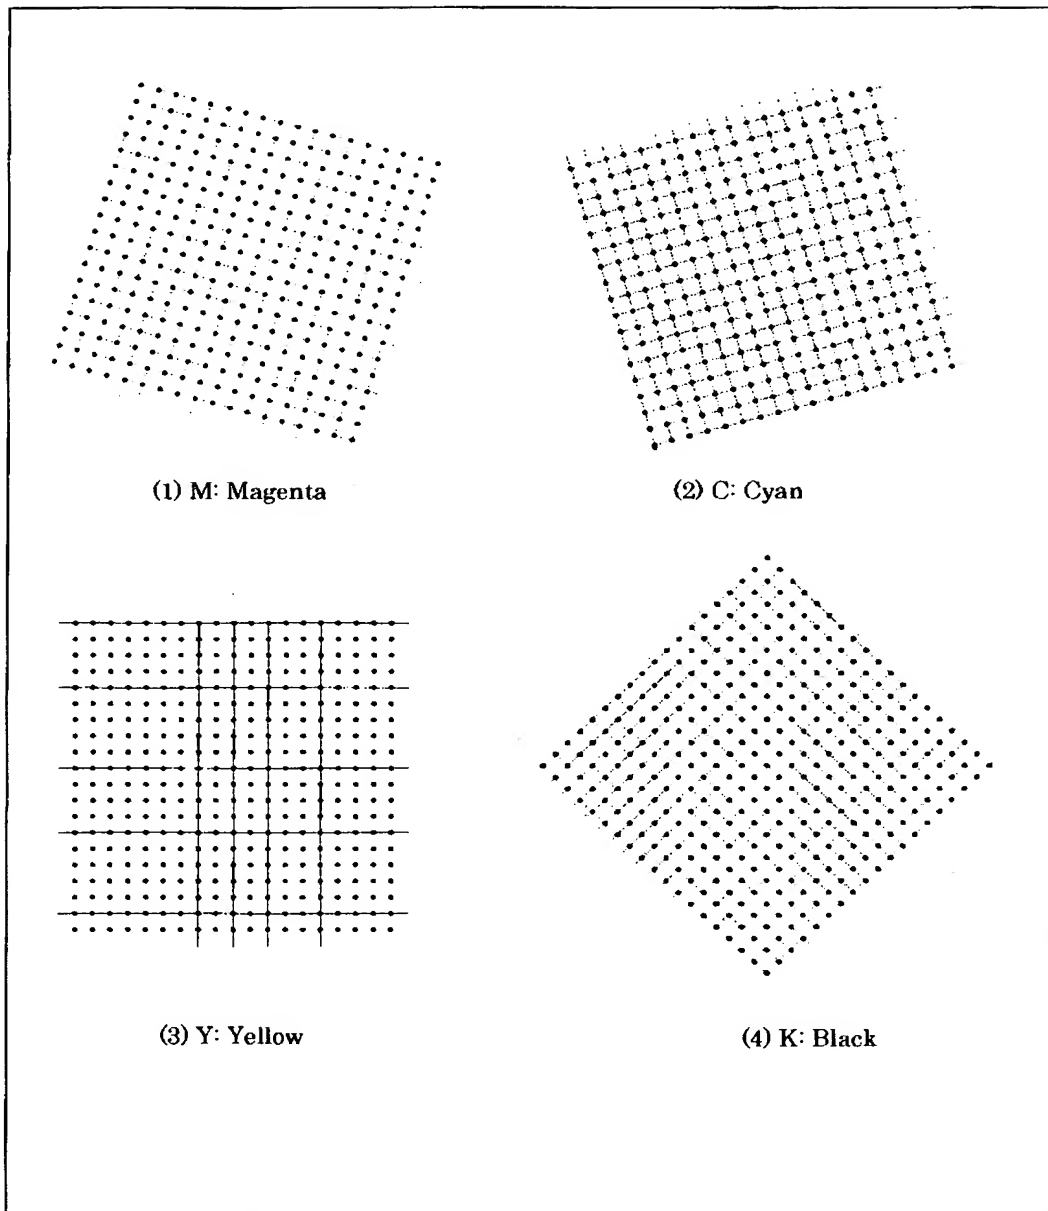 (1) M: Magenta
(2) C: Cyan
(3) Y: Yellow
(4) K: Black